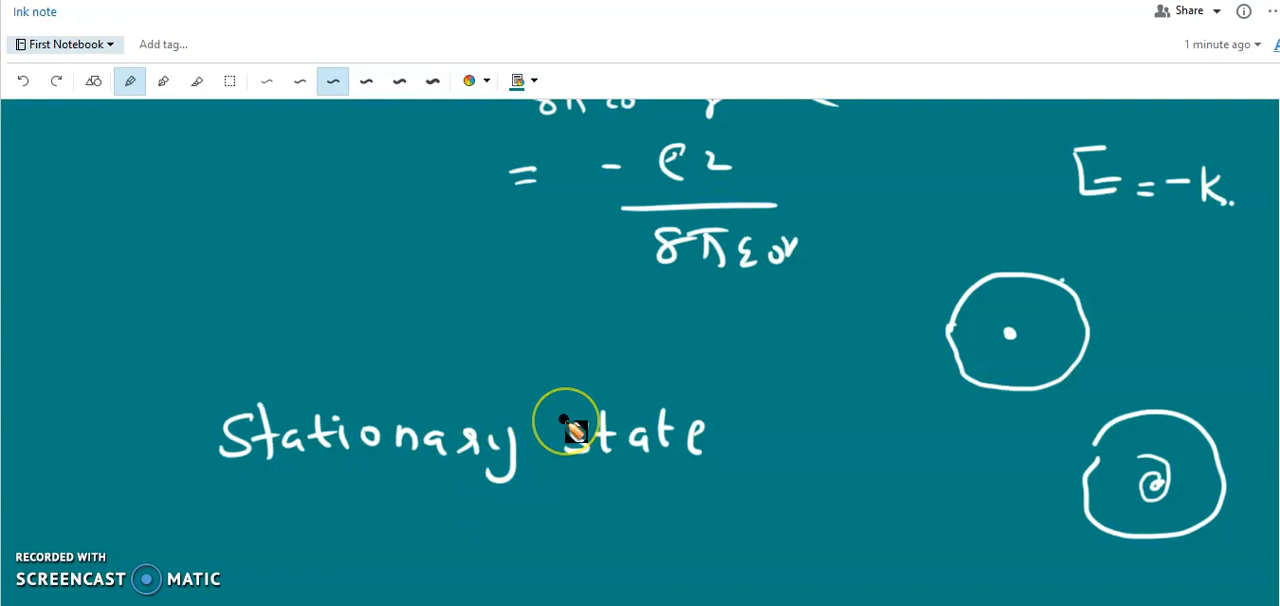 Ink note
Share
First Notebook
Add tag...
1 minute ago
= - e2
8πε0r
E = -K.
Stationary state
RECORDED WITH
SCREENCAST MATIC